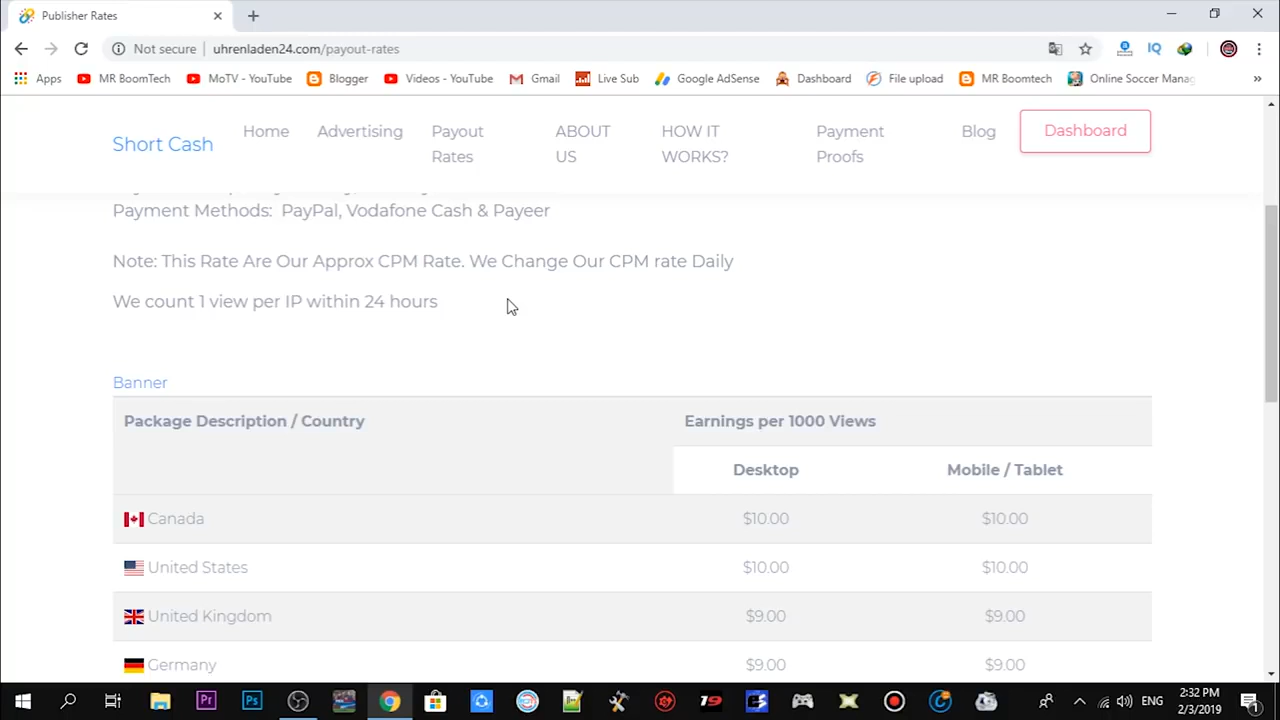 Publisher Rates
Not secure | uhrenladen24.com/payout-rates
IQ
Apps MR BoomTech MoTV - YouTube Blogger Videos - YouTube Gmail Live Sub Google AdSense Dashboard File upload MR Boomtech Online Soccer Mana
Short Cash Home Advertising Payout Rates ABOUT US HOW IT WORKS? Payment Proofs Blog Dashboard
Payment Methods: PayPal, Vodafone Cash & Payeer
Note: This Rate Are Our Approx CPM Rate. We Change Our CPM rate Daily
We count 1 view per IP within 24 hours
Banner
Package Description / Country Earnings per 1000 Views
Desktop Mobile / Tablet
Canada $10.00 $10.00
United States $10.00 $10.00
United Kingdom $9.00 $9.00
Germany $9.00 $9.00
Pr Ps 19 ENG 2:32 PM
2/3/2019